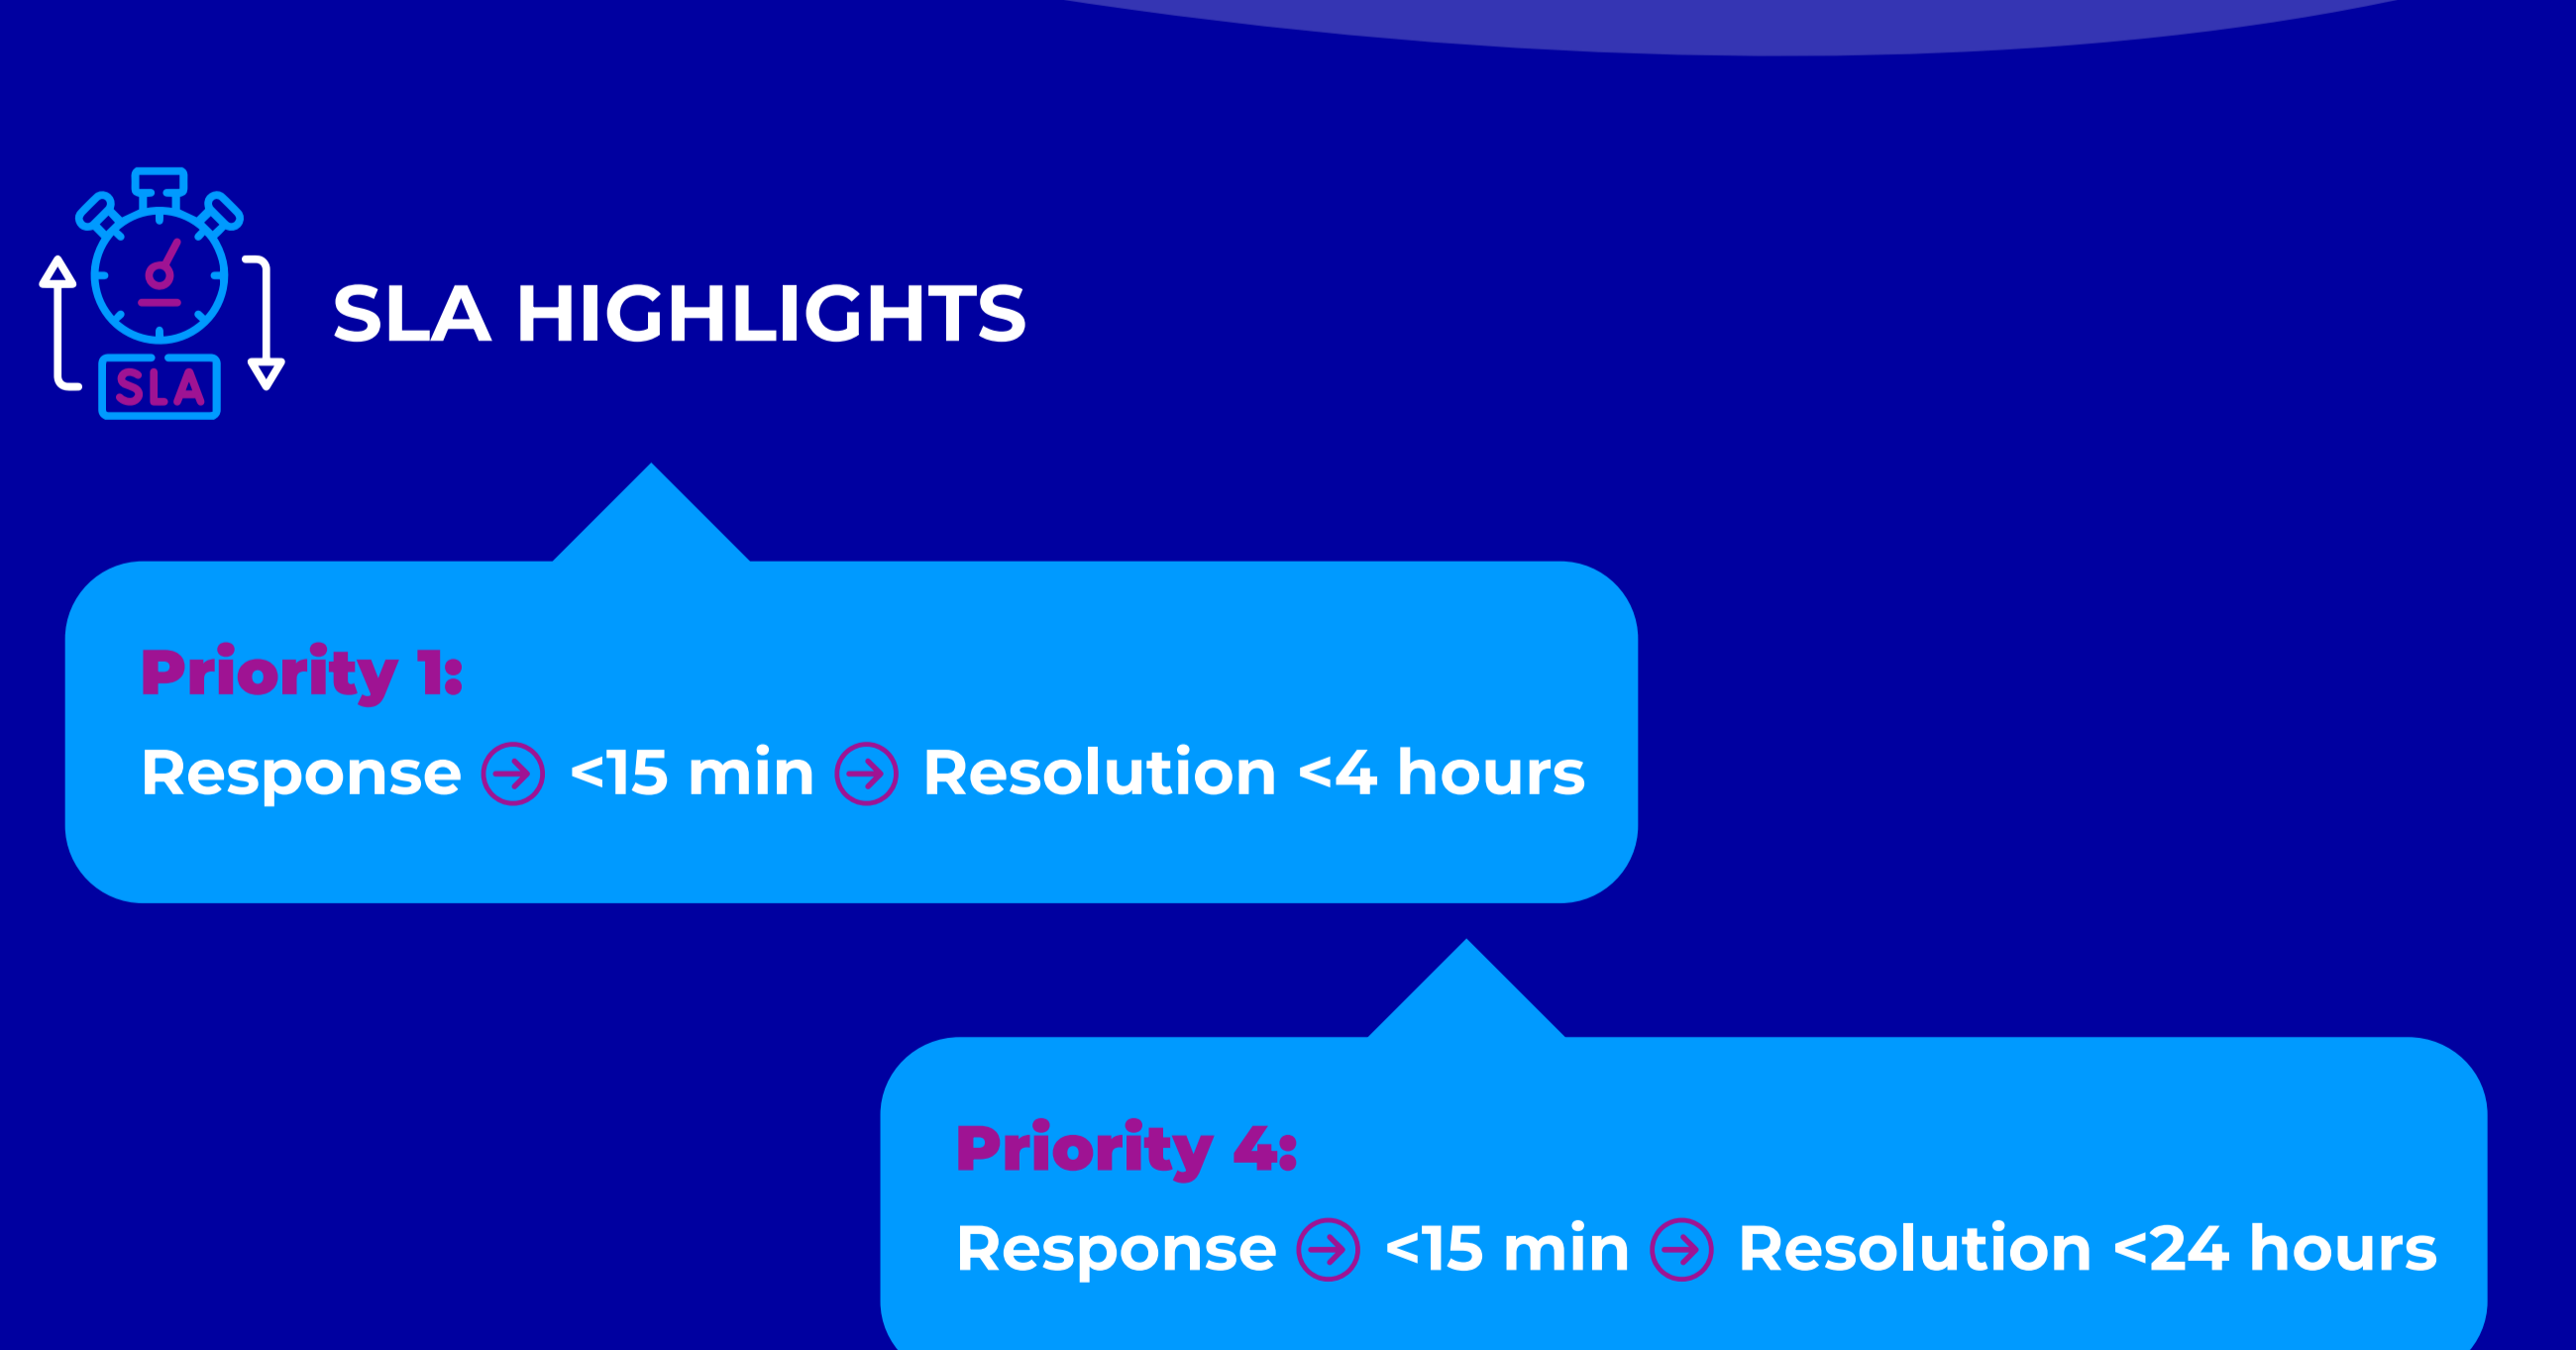 SLA HIGHLIGHTS
SLA
Priority 1:
Response <15 min Resolution <4 hours
Priority 4:
Response <15 min Resolution <24 hours